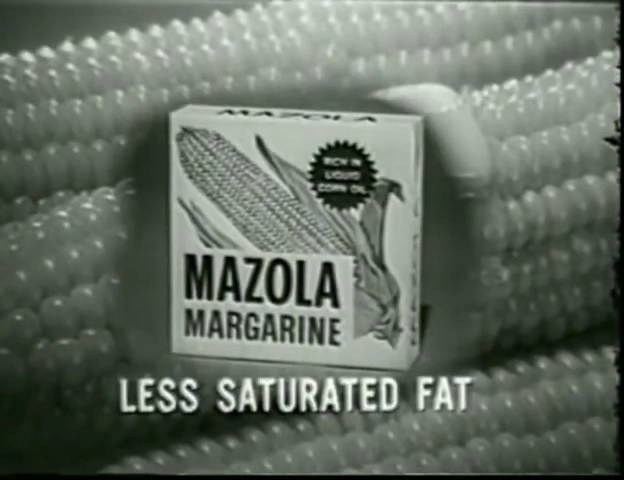 MAZOLA
RICH IN
LIQUID
CORN OIL
MAZOLA
MARGARINE
LESS SATURATED FAT